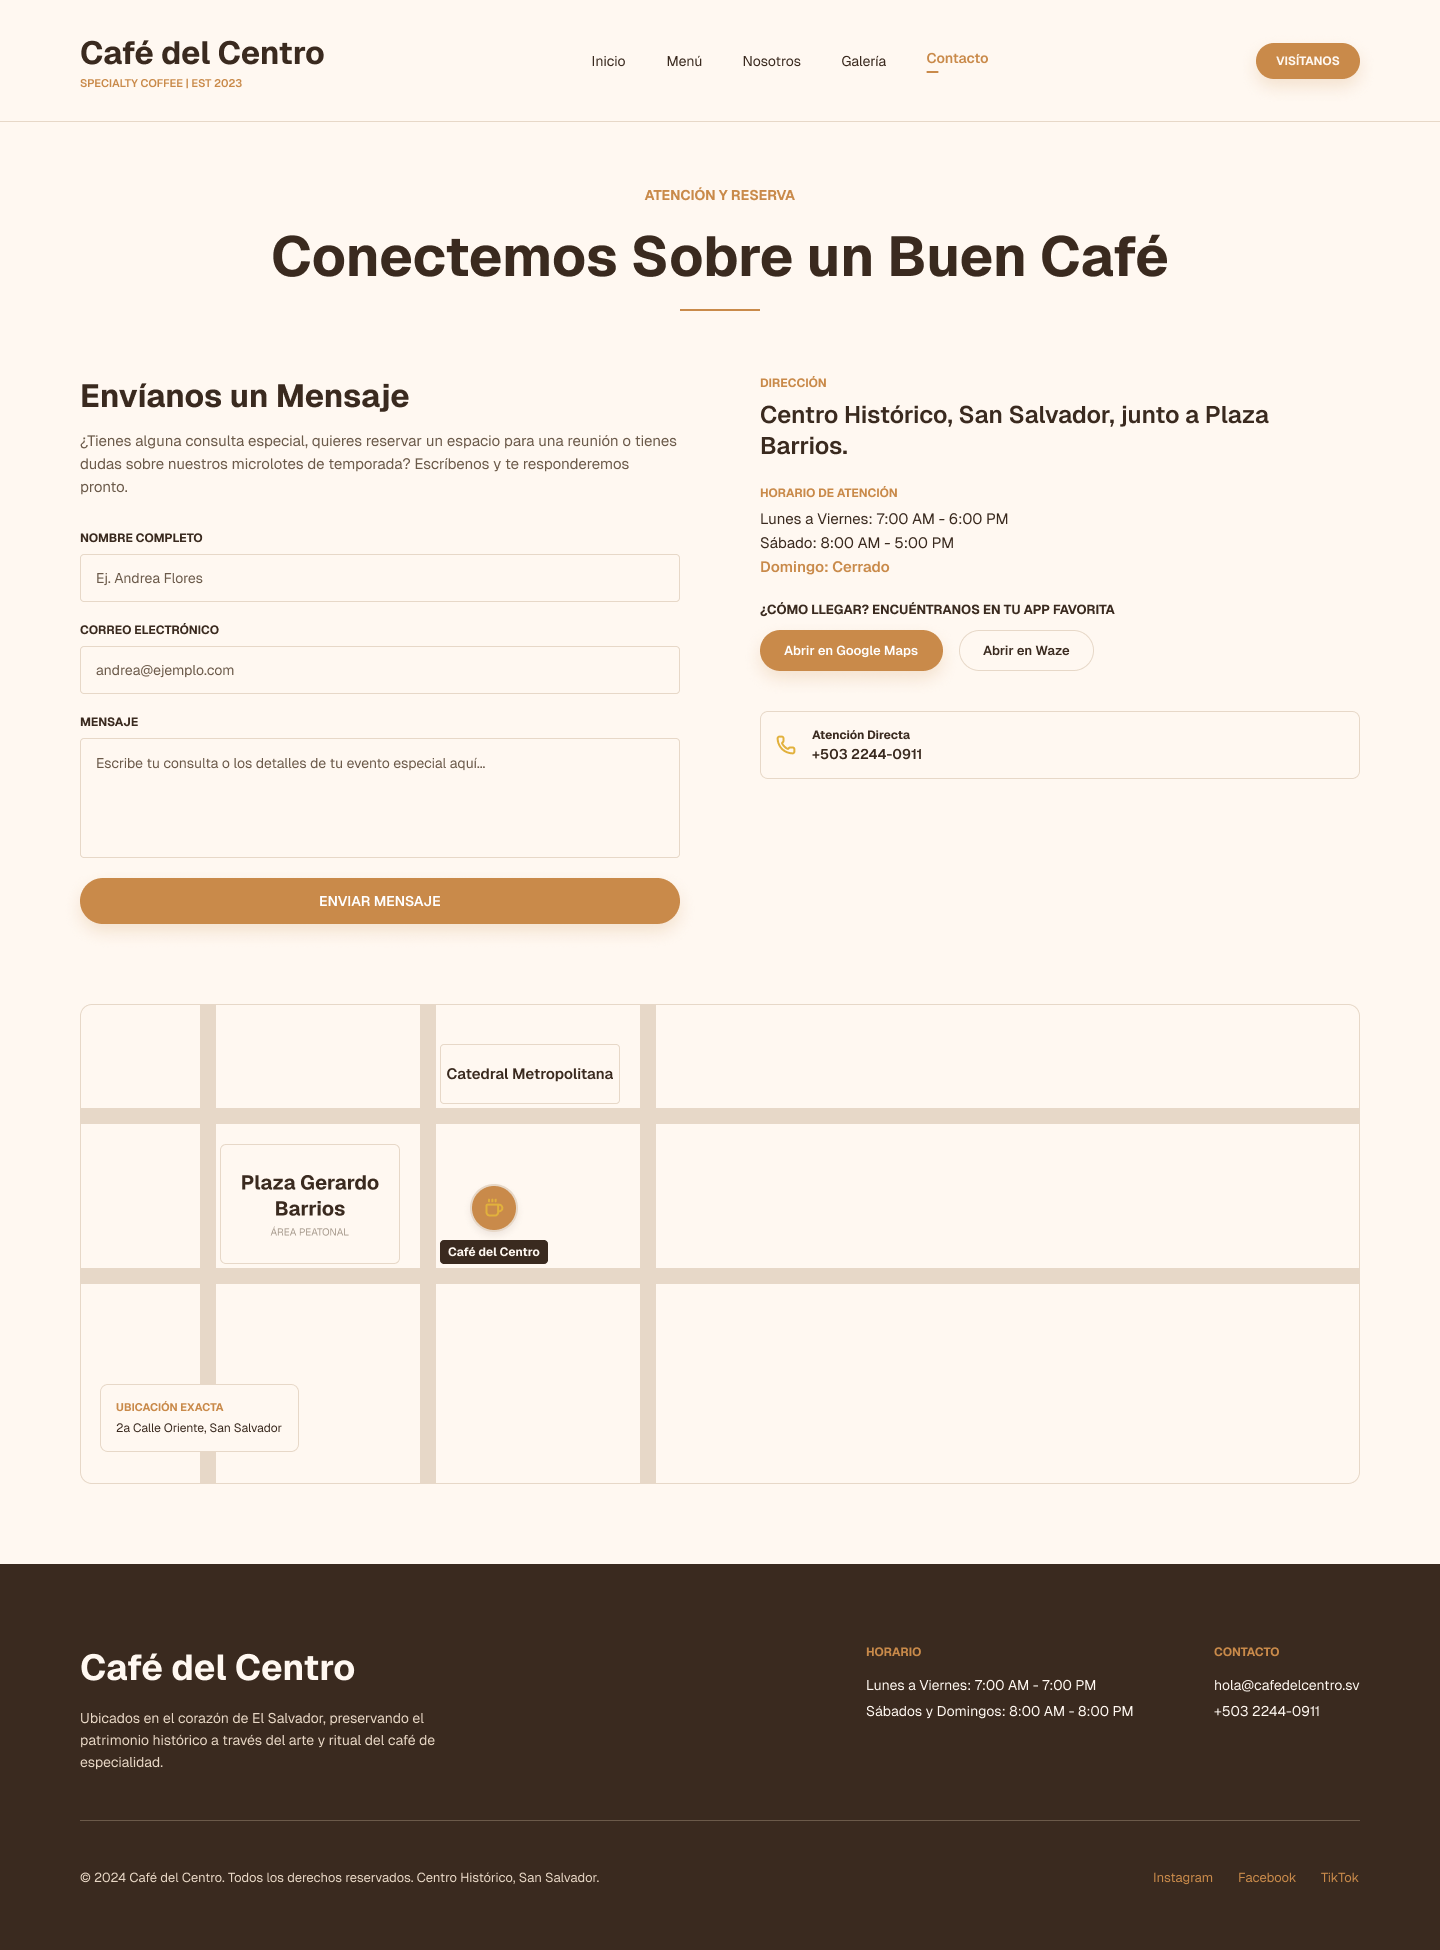 Café del Centro
SPECIALTY COFFEE | EST 2023
Inicio
Menú
Nosotros
Galería
Contacto
VISÍTANOS
ATENCIÓN Y RESERVA
Conectemos Sobre un Buen Café
Envíanos un Mensaje
¿Tienes alguna consulta especial, quieres reservar un espacio para una reunión o tienes
dudas sobre nuestros microlotes de temporada? Escríbenos y te responderemos
pronto.
NOMBRE COMPLETO
Ej. Andrea Flores
CORREO ELECTRÓNICO
andrea@ejemplo.com
MENSAJE
Escribe tu consulta o los detalles de tu evento especial aquí...
ENVIAR MENSAJE
DIRECCIÓN
Centro Histórico, San Salvador, junto a Plaza
Barrios.
HORARIO DE ATENCIÓN
Lunes a Viernes: 7:00 AM - 6:00 PM
Sábado: 8:00 AM - 5:00 PM
Domingo: Cerrado
¿CÓMO LLEGAR? ENCUÉNTRANOS EN TU APP FAVORITA
Abrir en Google Maps
Abrir en Waze
Atención Directa
+503 2244-0911
Catedral Metropolitana
Plaza Gerardo
Barrios
ÁREA PEATONAL
Café del Centro
UBICACIÓN EXACTA
2a Calle Oriente, San Salvador
Café del Centro
Ubicados en el corazón de El Salvador, preservando el
patrimonio histórico a través del arte y ritual del café de
especialidad.
HORARIO
Lunes a Viernes: 7:00 AM - 7:00 PM
Sábados y Domingos: 8:00 AM - 8:00 PM
CONTACTO
hola@cafedelcentro.sv
+503 2244-0911
© 2024 Café del Centro. Todos los derechos reservados. Centro Histórico, San Salvador.
Instagram
Facebook
TikTok